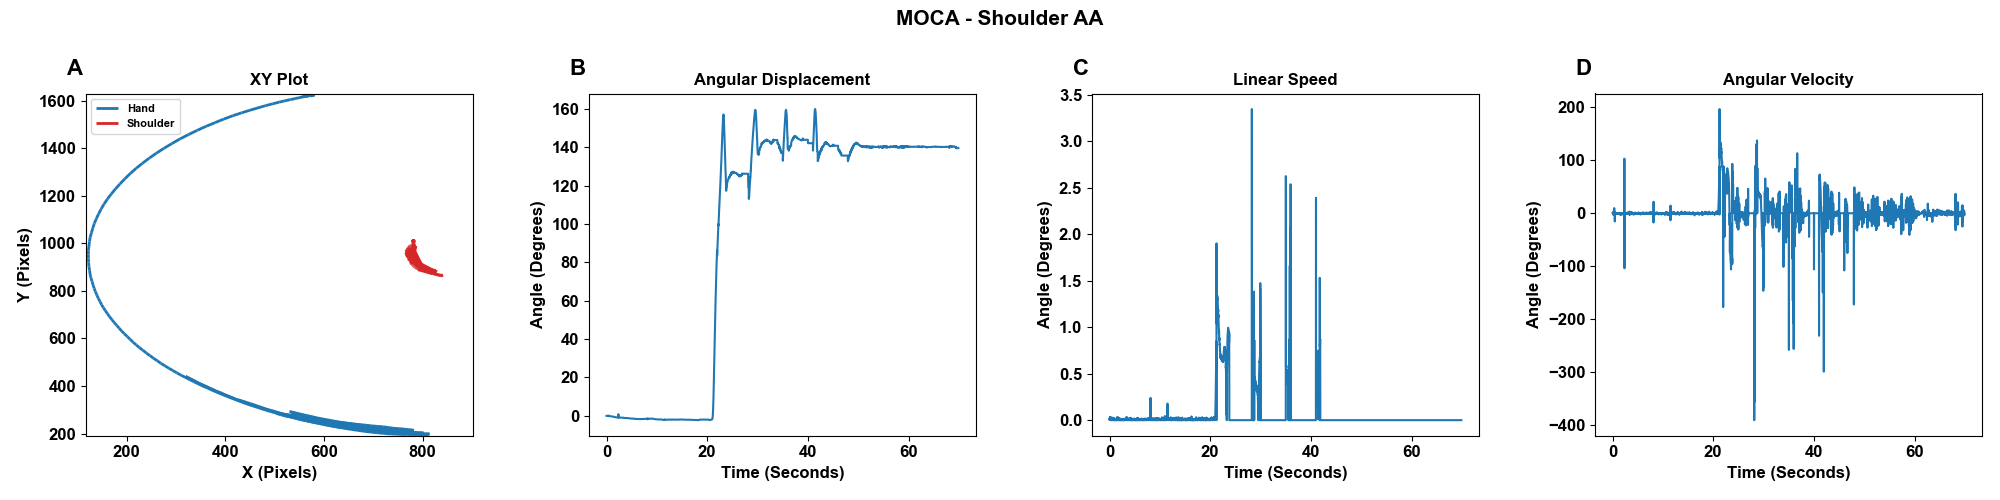 MOCA - Shoulder AA
A
XY Plot
Hand
Shoulder
1600
1400
1200
1000
800
600
400
200
Y (Pixels)
200
400
600
800
X (Pixels)
B
Angular Displacement
160
140
120
100
80
60
40
20
0
Angle (Degrees)
0
20
40
60
Time (Seconds)
C
Linear Speed
3.5
3.0
2.5
2.0
1.5
1.0
0.5
0.0
Angle (Degrees)
0
20
40
60
Time (Seconds)
D
Angular Velocity
200
100
0
−100
−200
−300
−400
Angle (Degrees)
0
20
40
60
Time (Seconds)